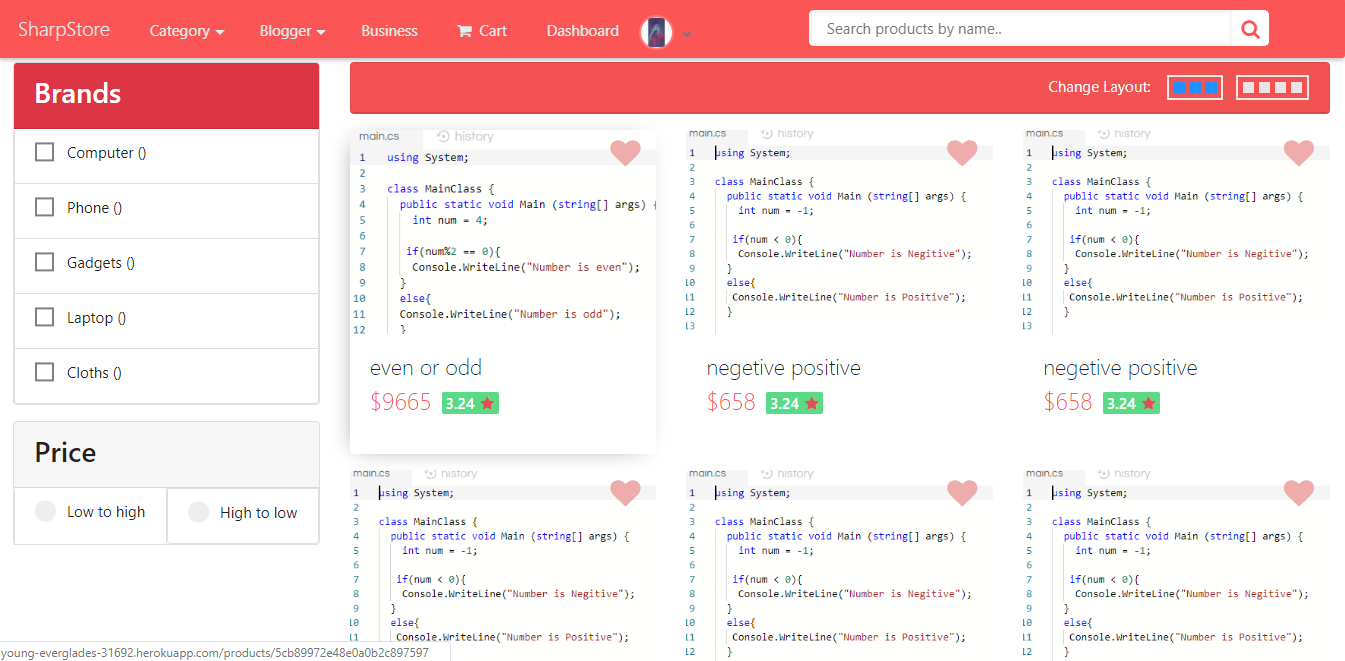 SharpStore Category Blogger Business Cart Dashboard Search products by name..
Brands
Computer ()
Phone ()
Gadgets ()
Laptop ()
Cloths ()
Price
Low to high High to low
Change Layout:
main.cs history
1 using System;
2
3 class MainClass {
4 public static void Main (string[] args) {
5 int num = 4;
6
7 if(num%2 == 0){
8 Console.WriteLine("Number is even");
9 }
10 else{
11 Console.WriteLine("Number is odd");
12 }
even or odd
$9665 3.24
main.cs history
1 using System;
2
3 class MainClass {
4 public static void Main (string[] args) {
5 int num = -1;
6
7 if(num < 0){
8 Console.WriteLine("Number is Negitive");
9 }
10 else{
11 Console.WriteLine("Number is Positive");
12 }
13
negetive positive
$658 3.24
main.cs history
1 using System;
2
3 class MainClass {
4 public static void Main (string[] args) {
5 int num = -1;
6
7 if(num < 0){
8 Console.WriteLine("Number is Negitive");
9 }
10 else{
11 Console.WriteLine("Number is Positive");
12 }
13
negetive positive
$658 3.24
main.cs history
1 using System;
2
3 class MainClass {
4 public static void Main (string[] args) {
5 int num = -1;
6
7 if(num < 0){
8 Console.WriteLine("Number is Negitive");
9 }
10 else{
11 Console.WriteLine("Number is Positive");
main.cs history
1 using System;
2
3 class MainClass {
4 public static void Main (string[] args) {
5 int num = -1;
6
7 if(num < 0){
8 Console.WriteLine("Number is Negitive");
9 }
10 else{
11 Console.WriteLine("Number is Positive");
12 }
main.cs history
1 using System;
2
3 class MainClass {
4 public static void Main (string[] args) {
5 int num = -1;
6
7 if(num < 0){
8 Console.WriteLine("Number is Negitive");
9 }
10 else{
11 Console.WriteLine("Number is Positive");
12 }
young-everglades-31692.herokuapp.com/products/5cb89972e48e0a0b2c897597